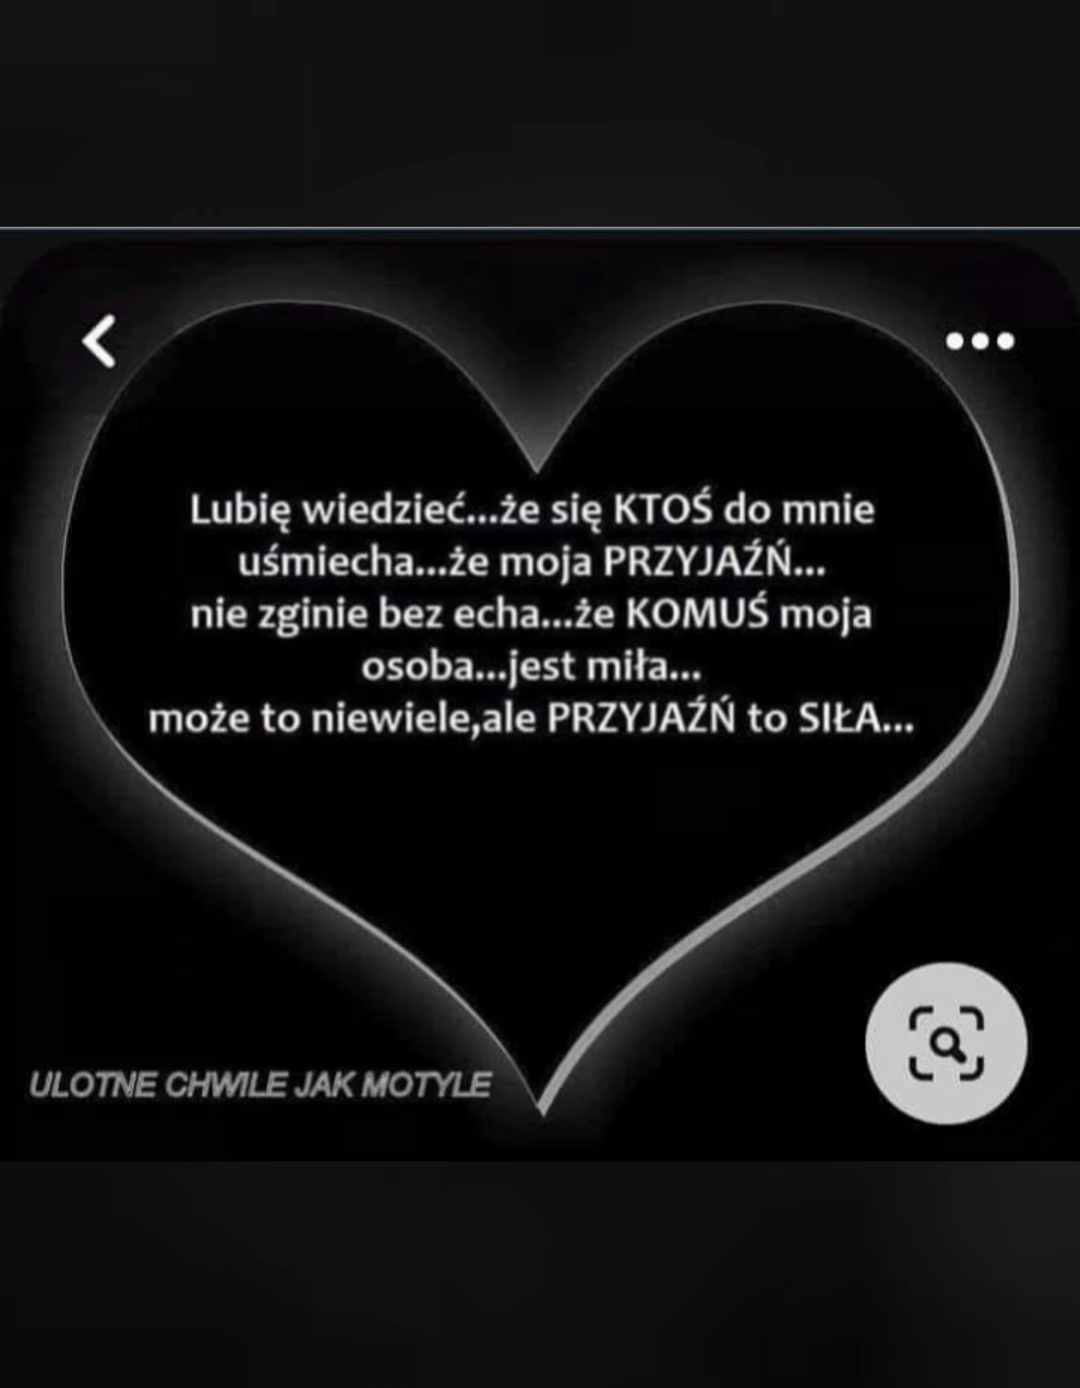 Lubię wiedzieć...że się KTOŚ do mnie
uśmiecha...że moja PRZYJAŹŃ...
nie zginie bez echa...że KOMUŚ moja
osoba...jest miła...
może to niewiele,ale PRZYJAŹŃ to SIŁA...
ULOTNE CHWILE JAK MOTYLE